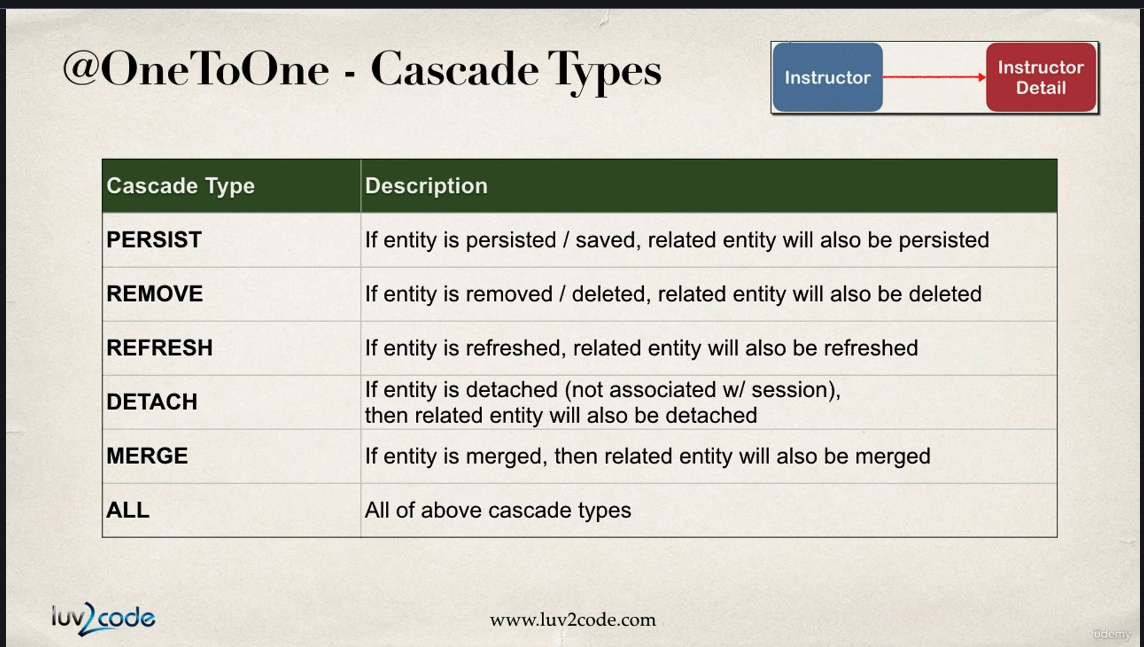 @OneToOne - Cascade Types
Instructor
Instructor
Detail
Cascade Type Description
PERSIST If entity is persisted / saved, related entity will also be persisted
REMOVE If entity is removed / deleted, related entity will also be deleted
REFRESH If entity is refreshed, related entity will also be refreshed
DETACH If entity is detached (not associated w/ session),
then related entity will also be detached
MERGE If entity is merged, then related entity will also be merged
ALL All of above cascade types
luv2code
www.luv2code.com
udemy